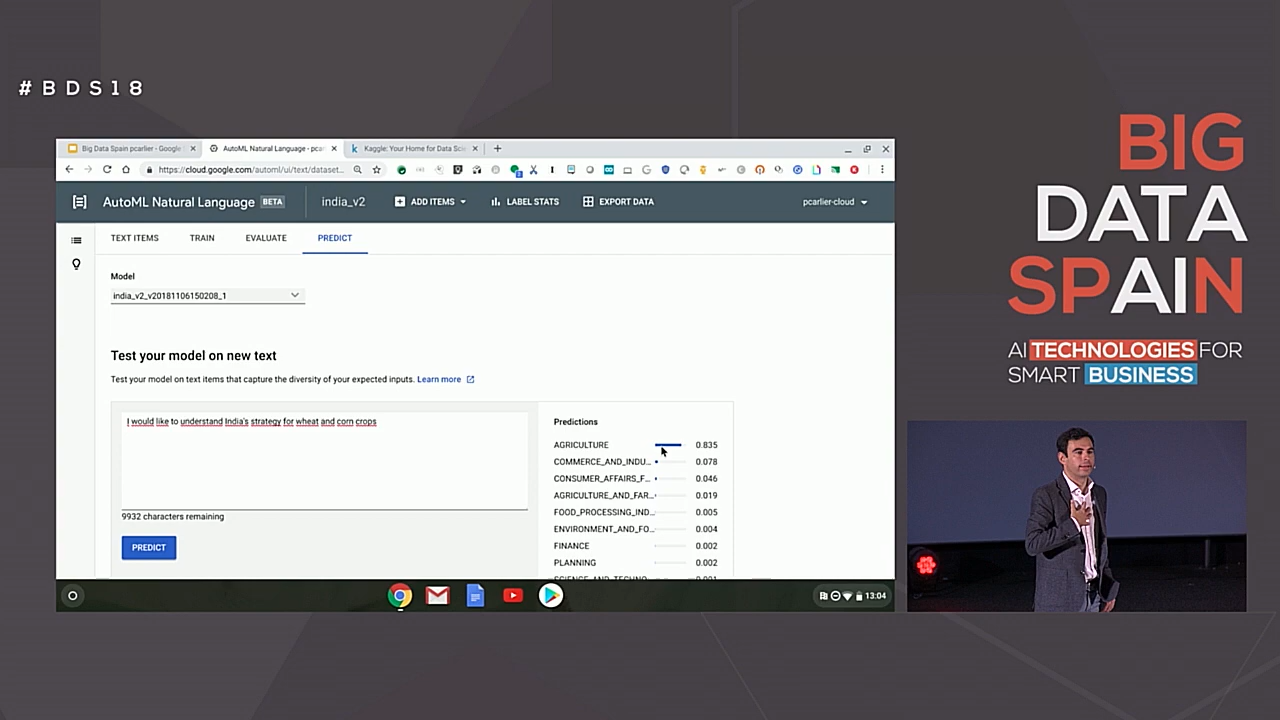 #BDS18
Big Data Spain pcarlier - Google S
AutoML Natural Language - pcar
Kaggle: Your Home for Data Scie
https://cloud.google.com/automl/ui/text/dataset...
AutoML Natural Language BETA
india_v2
ADD ITEMS
LABEL STATS
EXPORT DATA
pcarlier-cloud
TEXT ITEMS
TRAIN
EVALUATE
PREDICT
Model
india_v2_v20181106150208_1
Test your model on new text
Test your model on text items that capture the diversity of your expected inputs. Learn more
I would like to understand India's strategy for wheat and corn crops
9932 characters remaining
PREDICT
Predictions
AGRICULTURE 0.835
COMMERCE_AND_INDU... 0.078
CONSUMER_AFFAIRS_F... 0.046
AGRICULTURE_AND_FAR... 0.019
FOOD_PROCESSING_IND... 0.005
ENVIRONMENT_AND_FO... 0.004
FINANCE 0.002
PLANNING 0.002
SCIENCE_AND_TECHNO... 0.001
13:04
BIG
DATA
SPAIN
AI TECHNOLOGIES FOR
SMART BUSINESS